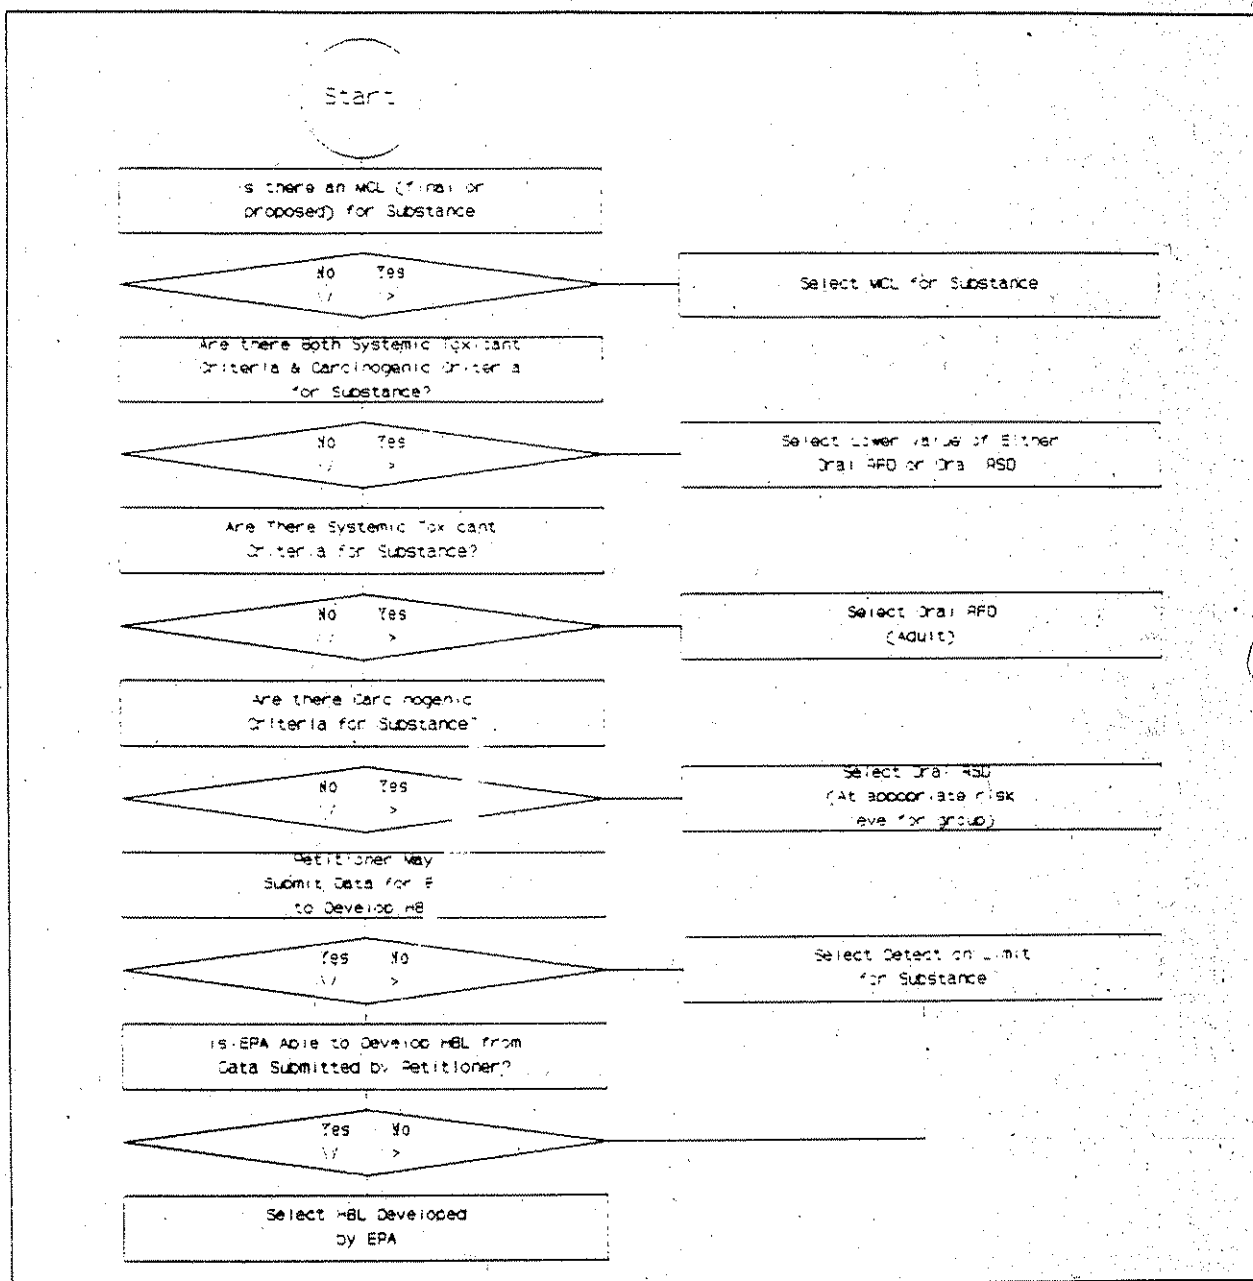 Start
Is there an MCL (final or
proposed) for Substance
No Yes
\/ >
Select MCL for Substance
Are there Both Systemic Toxicant
Criteria & Carcinogenic Criteria
for Substance?
No Yes
\/ >
Select Lower Value of Either
Oral RFD or Oral RSD
Are There Systemic Toxicant
Criteria for Substance?
No Yes
\/ >
Select Oral RFD
(Adult)
Are there Carcinogenic
Criteria for Substance?
No Yes
\/ >
Select Oral RSD
(At appropriate risk
level for group)
Petitioner May
Submit Data for
to Develop
Yes No
\/ >
Select Detection Limit
for Substance
Is EPA Able to Develop HBL from
Data Submitted by Petitioner?
Yes No
\/ >
Select HBL Developed
by EPA